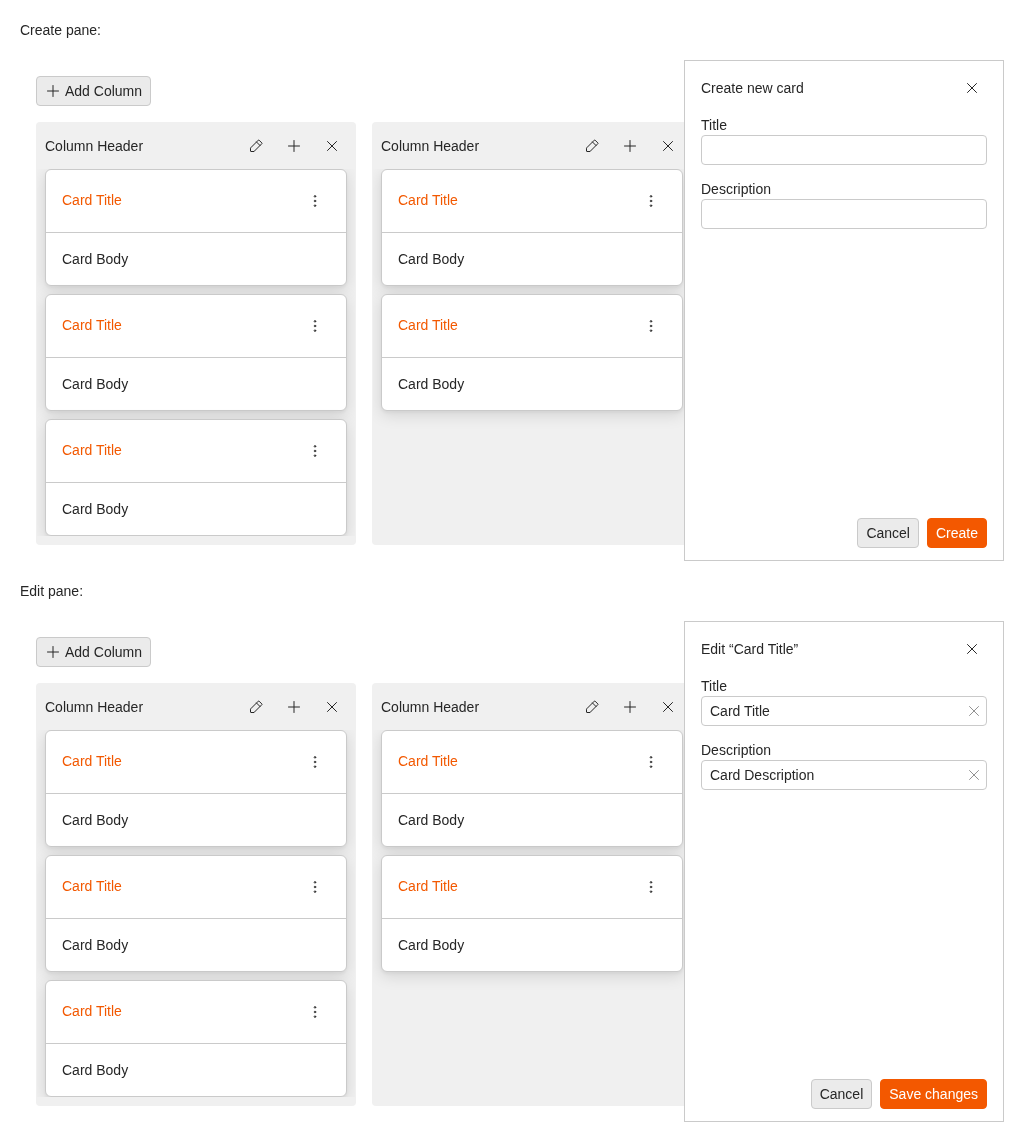 Create pane:
Add Column
Column Header
Card Title
Card Body
Card Title
Card Body
Card Title
Card Body
Column Header
Card Title
Card Body
Card Title
Card Body
Create new card
Title
Description
Cancel
Create
Edit pane:
Add Column
Column Header
Card Title
Card Body
Card Title
Card Body
Card Title
Card Body
Column Header
Card Title
Card Body
Card Title
Card Body
Edit “Card Title”
Title
Card Title
Description
Card Description
Cancel
Save changes